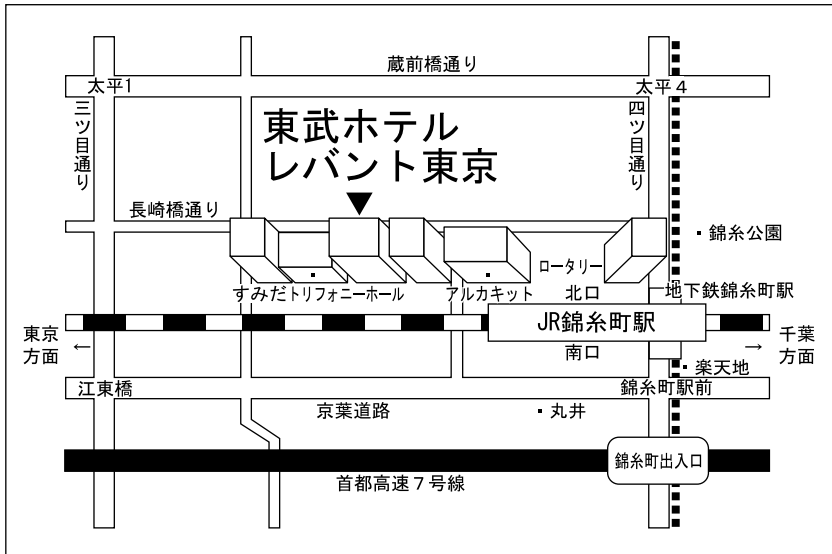 蔵前橋通り
太平1
太平４
三ツ目通り
四ツ目通り
東武ホテル
レバント東京
長崎橋通り
錦糸公園
ロータリー
すみだトリフォニーホール
アルカキット
北口
地下鉄錦糸町駅
JR錦糸町駅
東京
方面
←
→
千葉
方面
南口
楽天地
江東橋
錦糸町駅前
京葉道路
丸井
錦糸町出入口
首都高速７号線